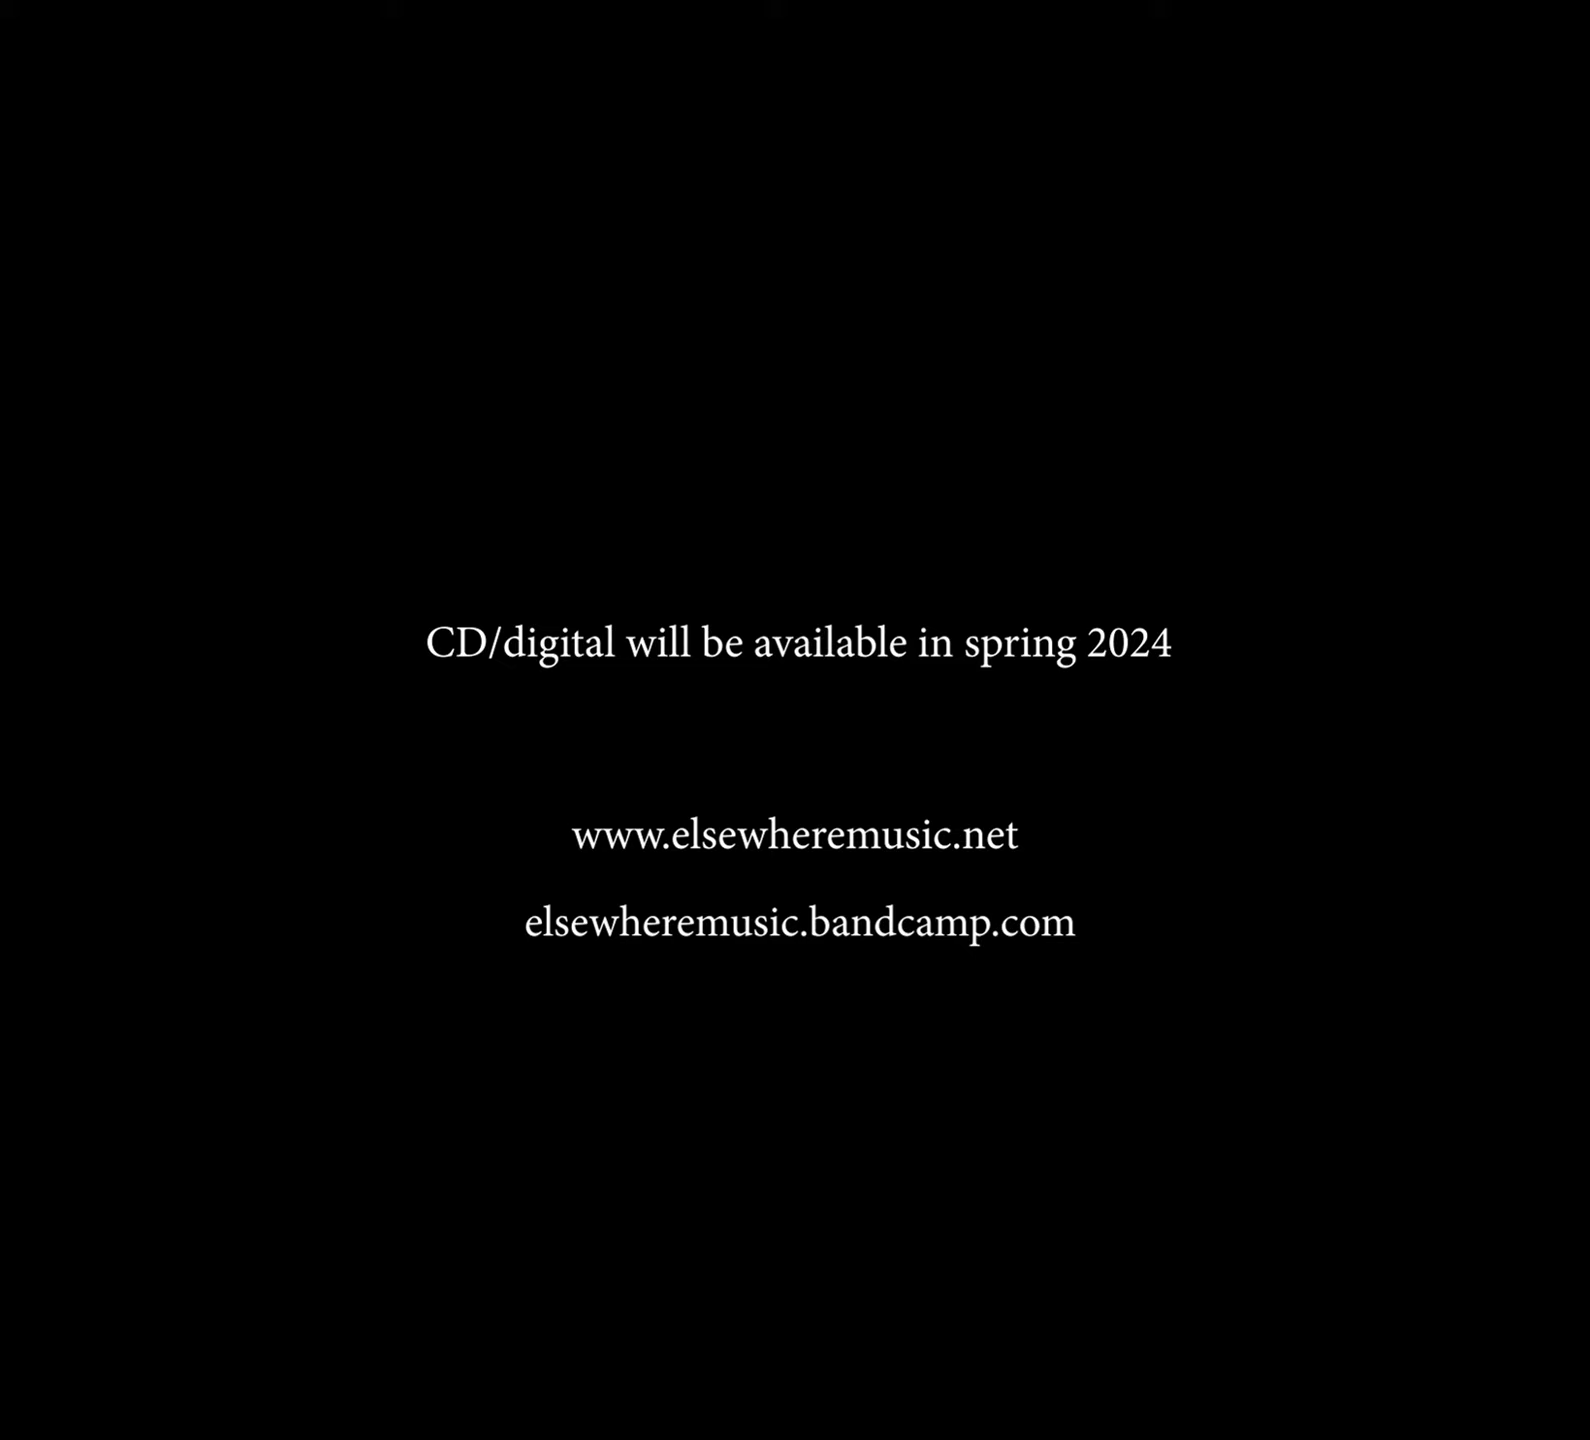 CD/digital will be available in spring 2024
www.elsewheremusic.net
elsewheremusic.bandcamp.com